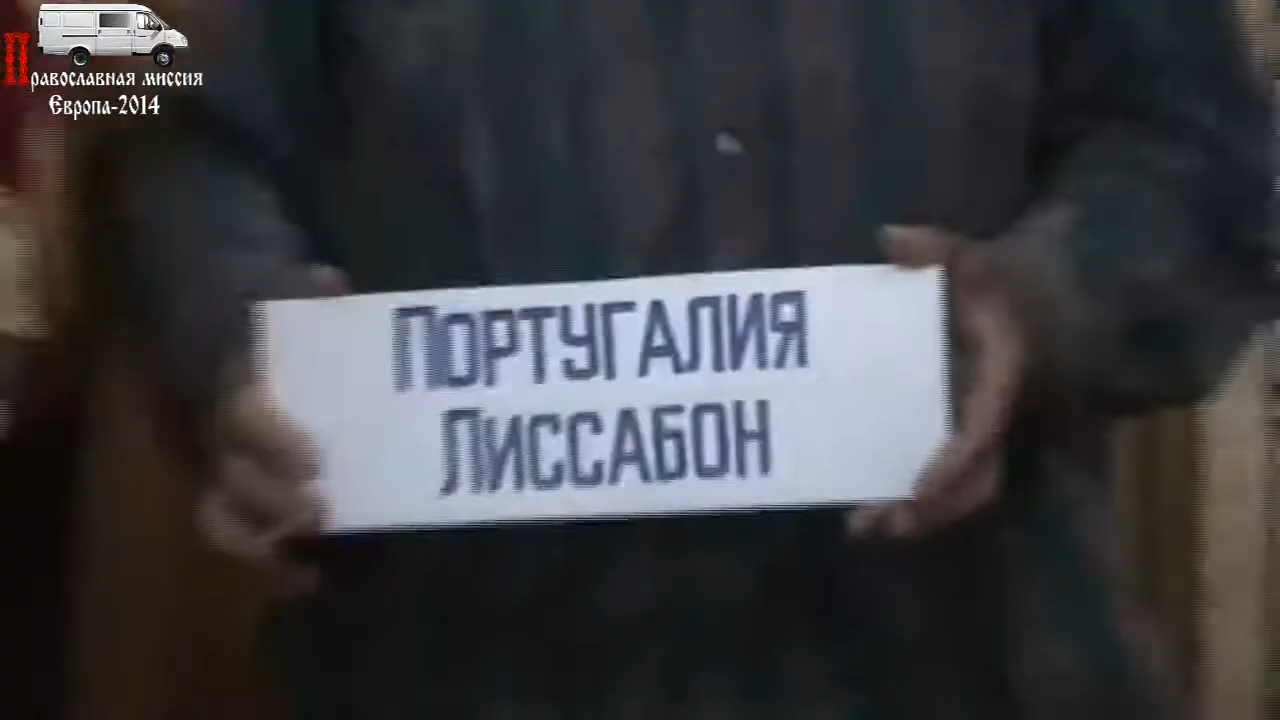 Православная миссия
Европа-2014
ПОРТУГАЛИЯ
ЛИССАБОН